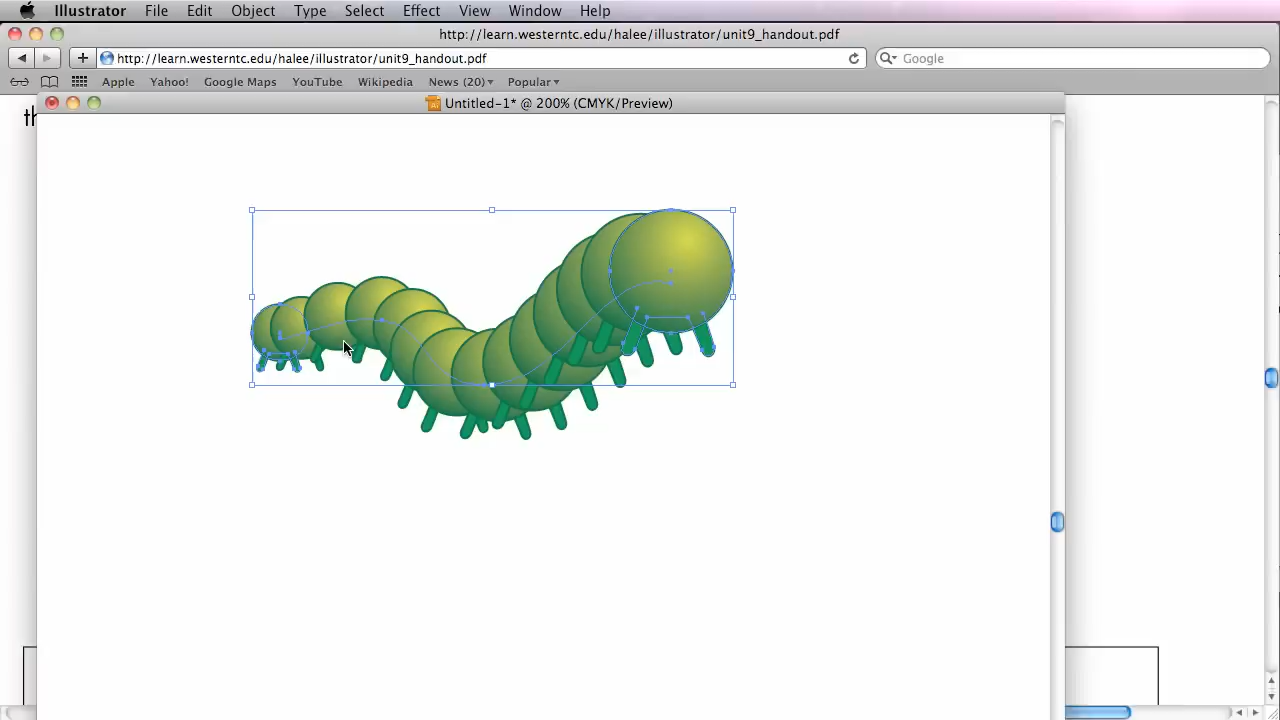 Illustrator File Edit Object Type Select Effect View Window Help
http://learn.westerntc.edu/halee/illustrator/unit9_handout.pdf
http://learn.westerntc.edu/halee/illustrator/unit9_handout.pdf
Google
Apple Yahoo! Google Maps YouTube Wikipedia News (20) Popular
Untitled-1* @ 200% (CMYK/Preview)
th